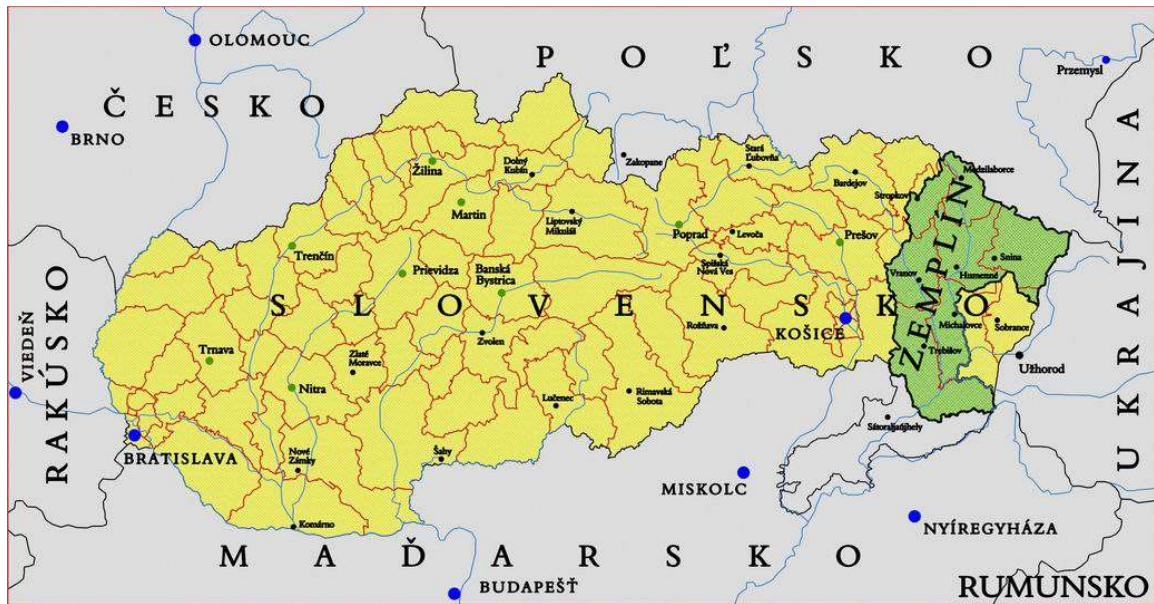 OLOMOUC
POĽSKO
Przemysl
ČESKO
BRNO
Žilina
Dolný
Kubín
Zakopane
Stará
Ľubovňa
Bardejov
Stropkov
Medzilaborce
Martin
Liptovský
Mikuláš
Poprad
Levoča
Prešov
Trenčín
Prievidza
Banská
Bystrica
Spišská
Nová Ves
Vranov
Humenné
Snina
ZEMPLÍN
SLOVENSKO
UKRAJINA
RAKÚSKO
VIEDEŇ
Zvolen
Rožňava
KOŠICE
Michalovce
Sobrance
Trnava
Zlaté
Moravce
Trebišov
Užhorod
Nitra
Lučenec
Rimavská
Sobota
Sátoraljaújhely
BRATISLAVA
Nové
Zámky
Šahy
MISKOLC
Komárno
NYÍREGYHÁZA
MAĎARSKO
BUDAPEŠŤ
RUMUNSKO